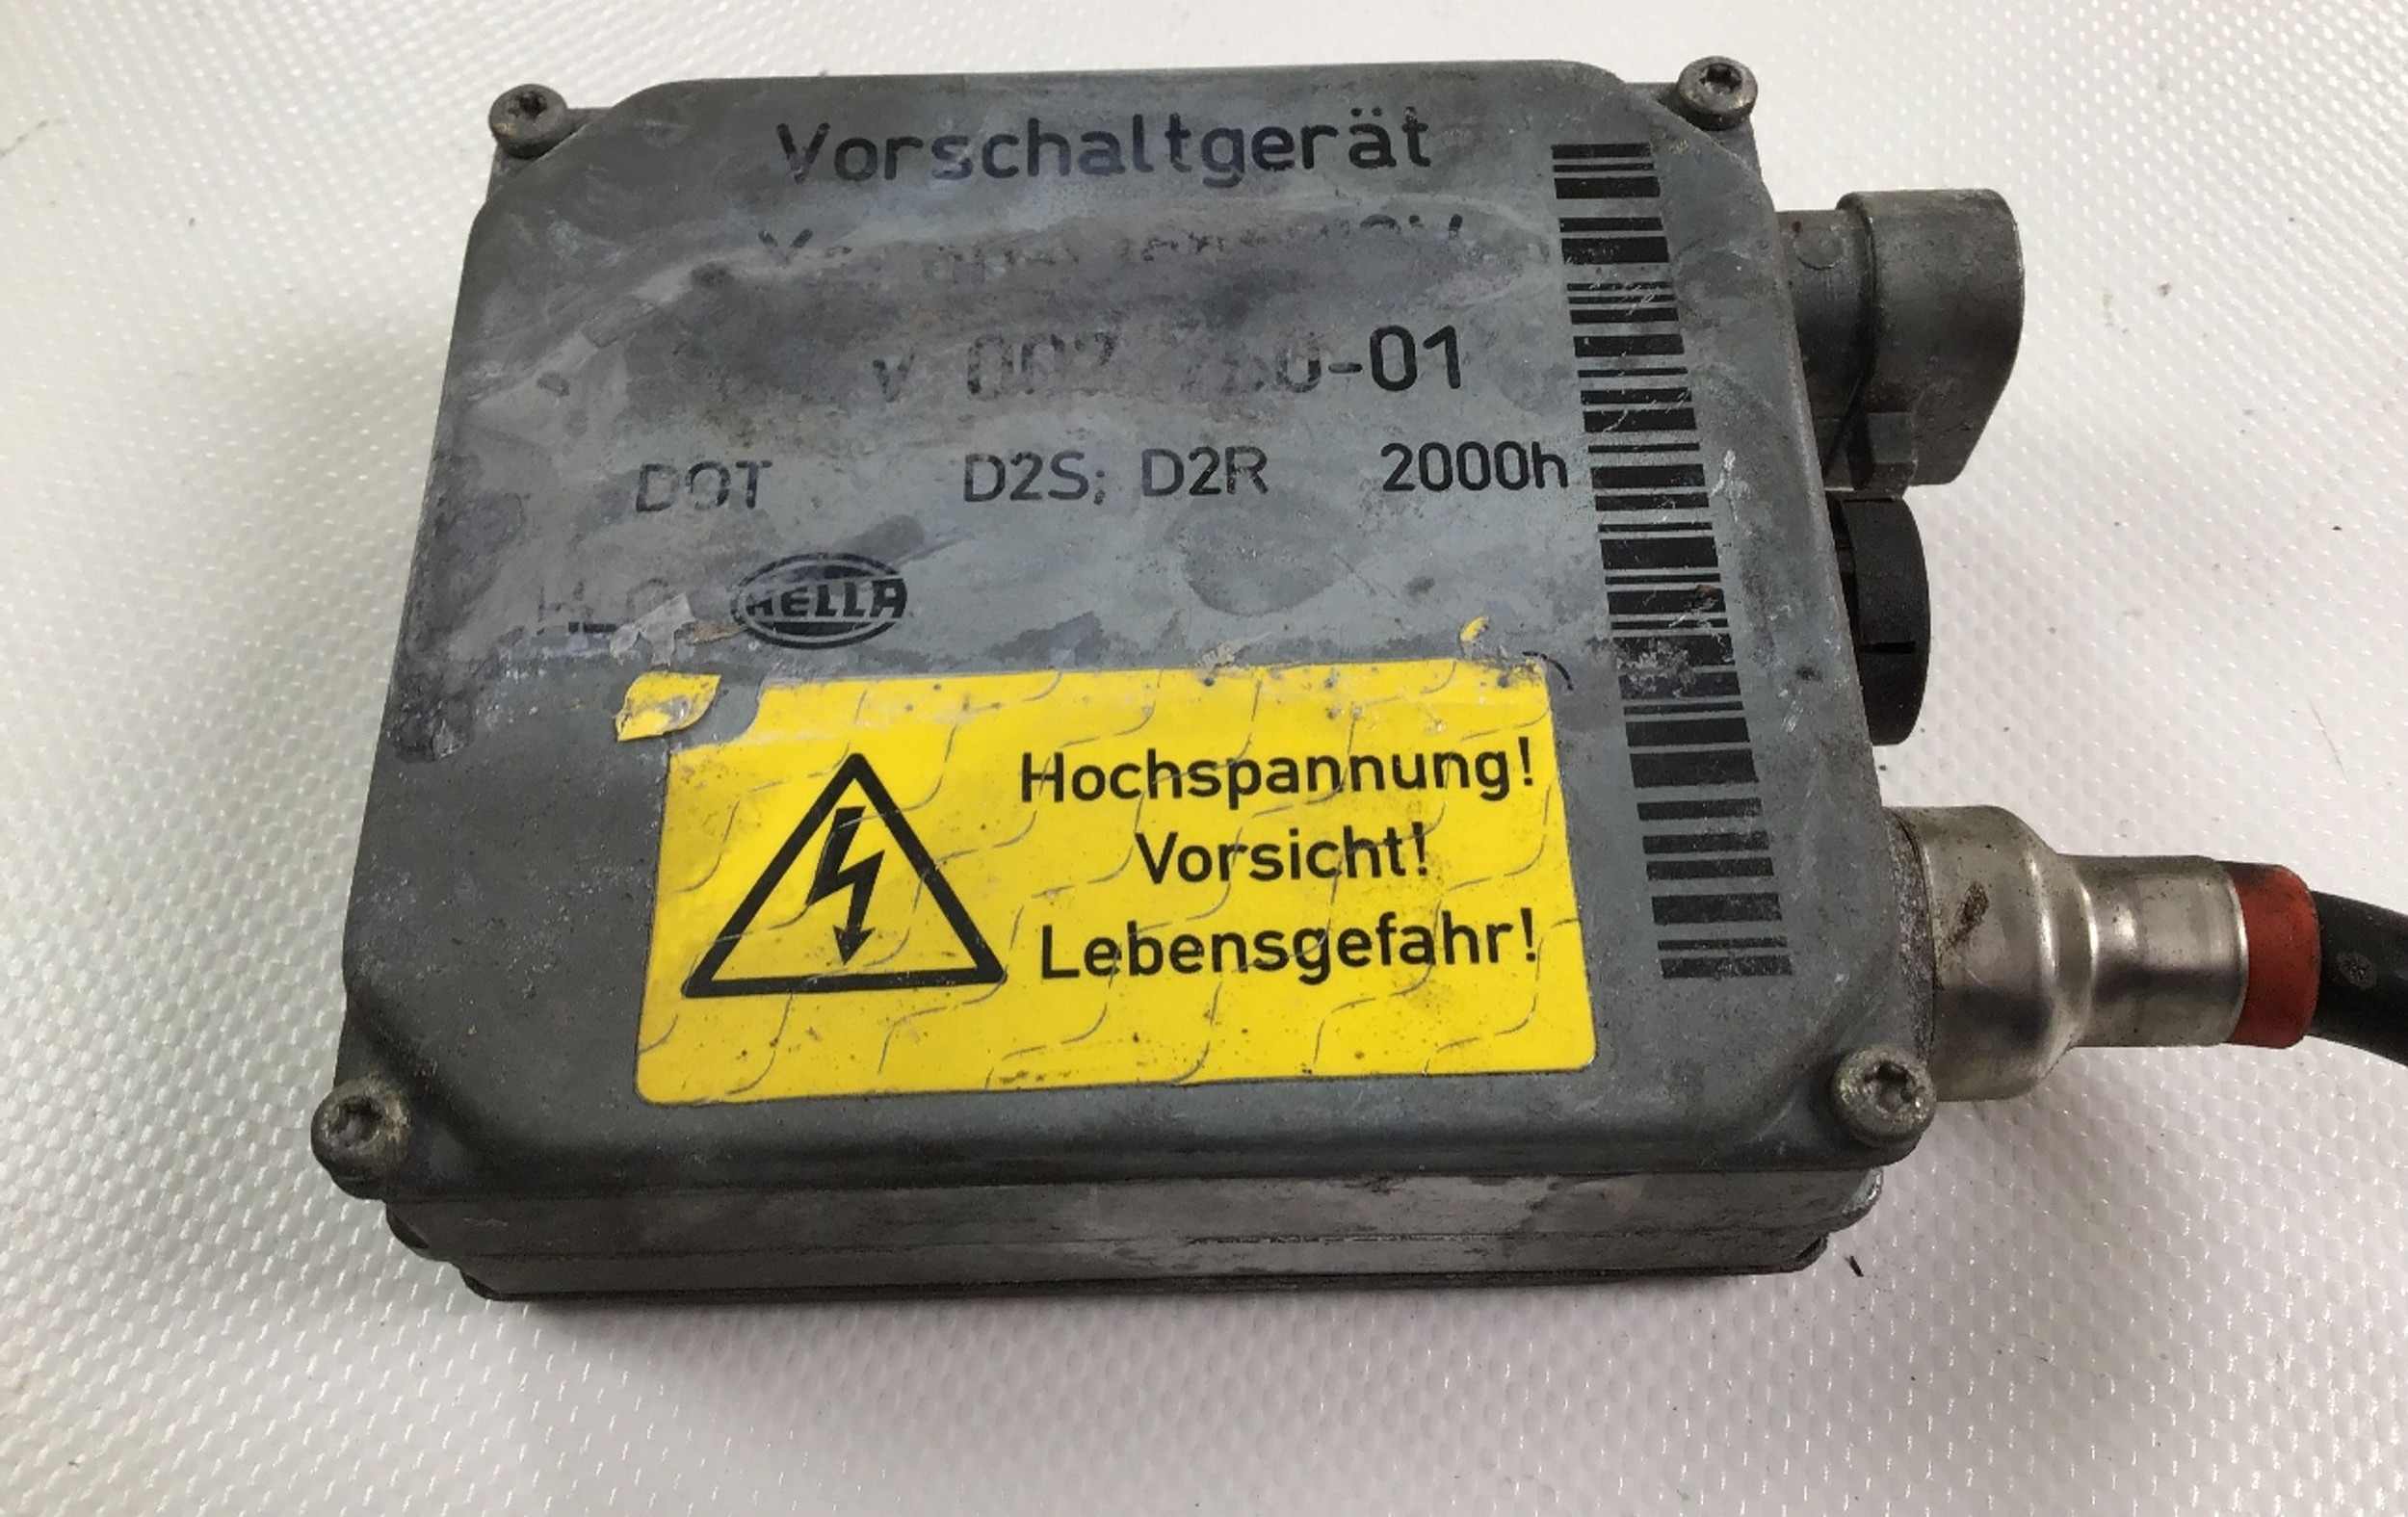 Vorschaltgerät
-01
DOT D2S; D2R 2000h
HELLA
Hochspannung!
Vorsicht!
Lebensgefahr!